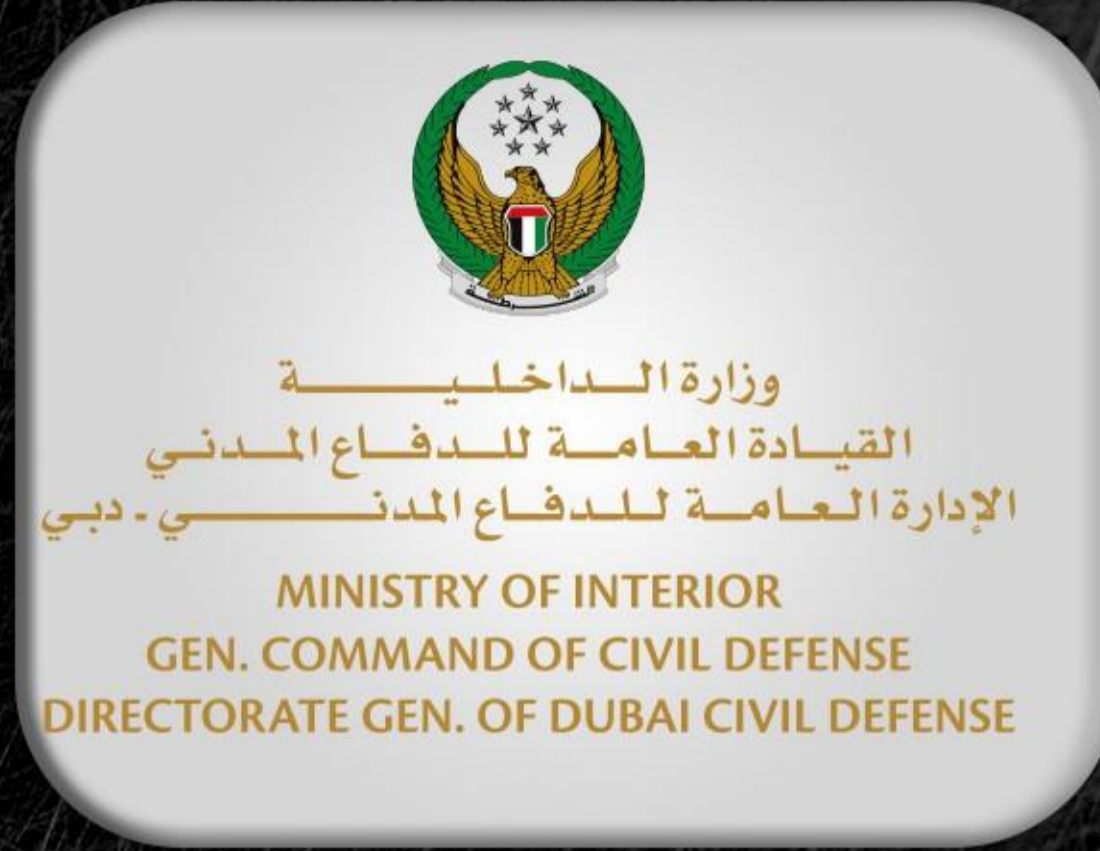 الشرطة
وزارة الداخلية
القيادة العامة للدفاع المدني
الإدارة العامة للدفاع المدني - دبي
MINISTRY OF INTERIOR
GEN. COMMAND OF CIVIL DEFENSE
DIRECTORATE GEN. OF DUBAI CIVIL DEFENSE